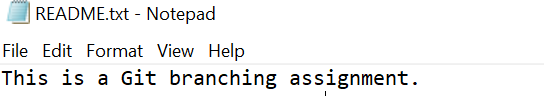 README.txt - Notepad
File Edit Format View Help
This is a Git branching assignment.